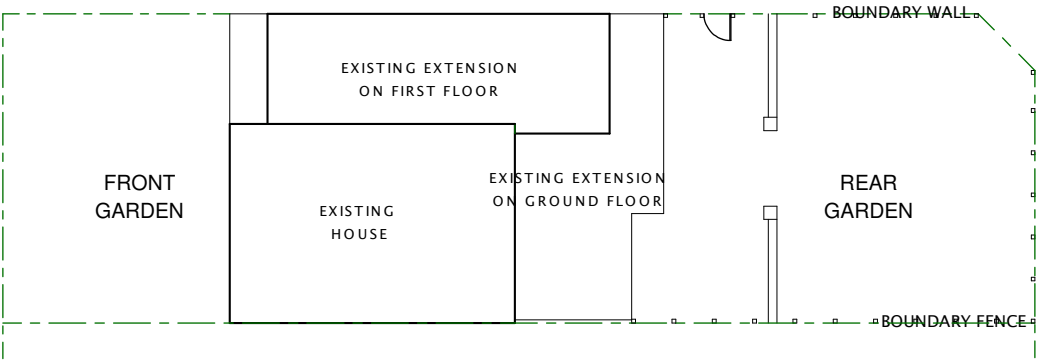 BOUNDARY WALL
EXISTING EXTENSION
ON FIRST FLOOR
FRONT
GARDEN
EXISTING
HOUSE
EXISTING EXTENSION
ON GROUND FLOOR
REAR
GARDEN
BOUNDARY FENCE